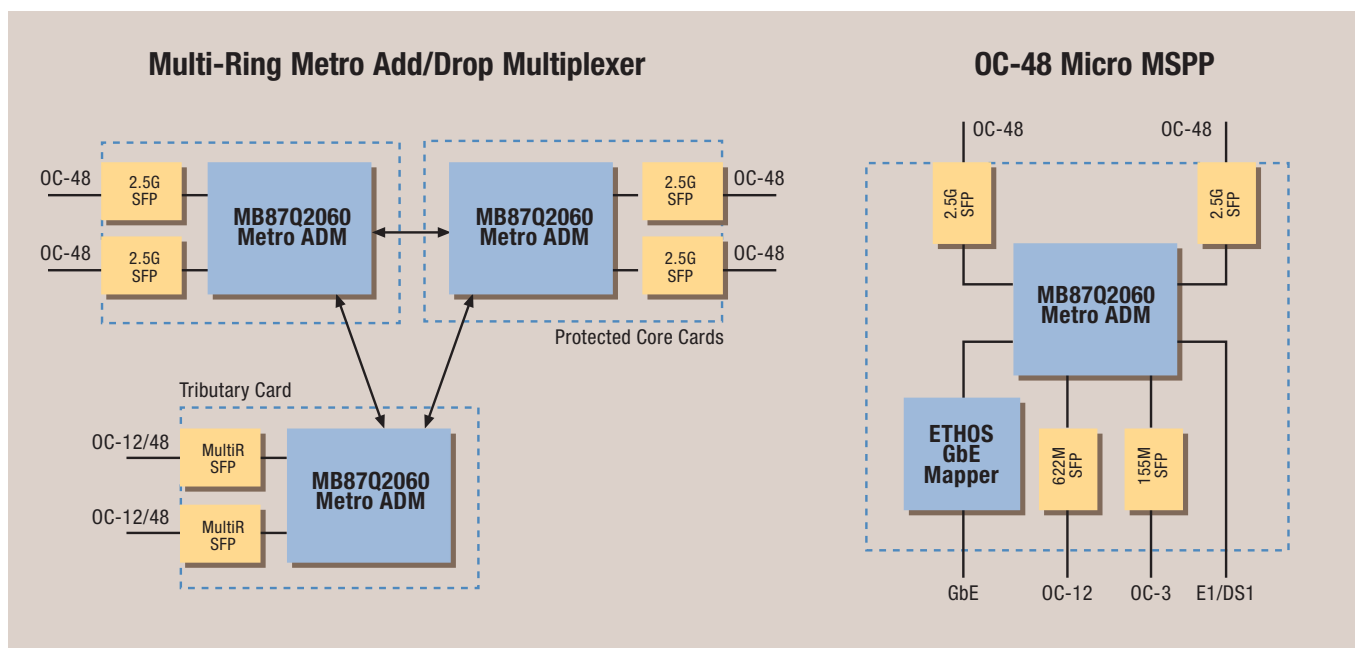 Multi-Ring Metro Add/Drop Multiplexer
OC-48
2.5G
SFP
OC-48
2.5G
SFP
MB87Q2060
Metro ADM
MB87Q2060
Metro ADM
2.5G
SFP
OC-48
2.5G
SFP
OC-48
Protected Core Cards
Tributary Card
OC-12/48
MultiR
SFP
OC-12/48
MultiR
SFP
MB87Q2060
Metro ADM
OC-48 Micro MSPP
OC-48
OC-48
2.5G
SFP
2.5G
SFP
MB87Q2060
Metro ADM
ETHOS
GbE
Mapper
622M
SFP
155M
SFP
GbE
OC-12
OC-3
E1/DS1